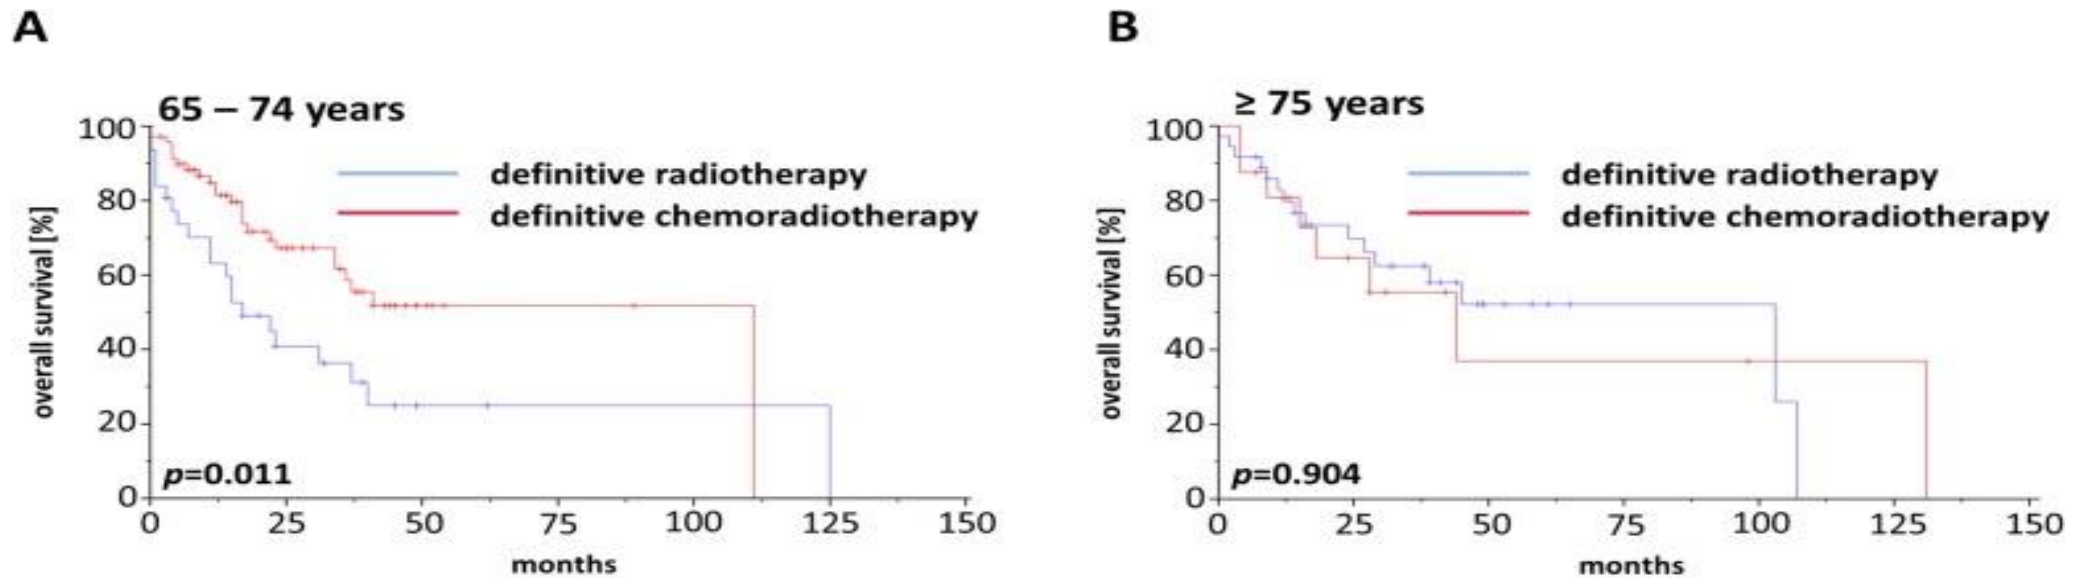 A
65 – 74 years
definitive radiotherapy
definitive chemoradiotherapy
overall survival [%]
100
80
60
40
20
0
p=0.011
0 25 50 75 100 125 150
months
B
≥ 75 years
definitive radiotherapy
definitive chemoradiotherapy
overall survival [%]
100
80
60
40
20
0
p=0.904
0 25 50 75 100 125 150
months